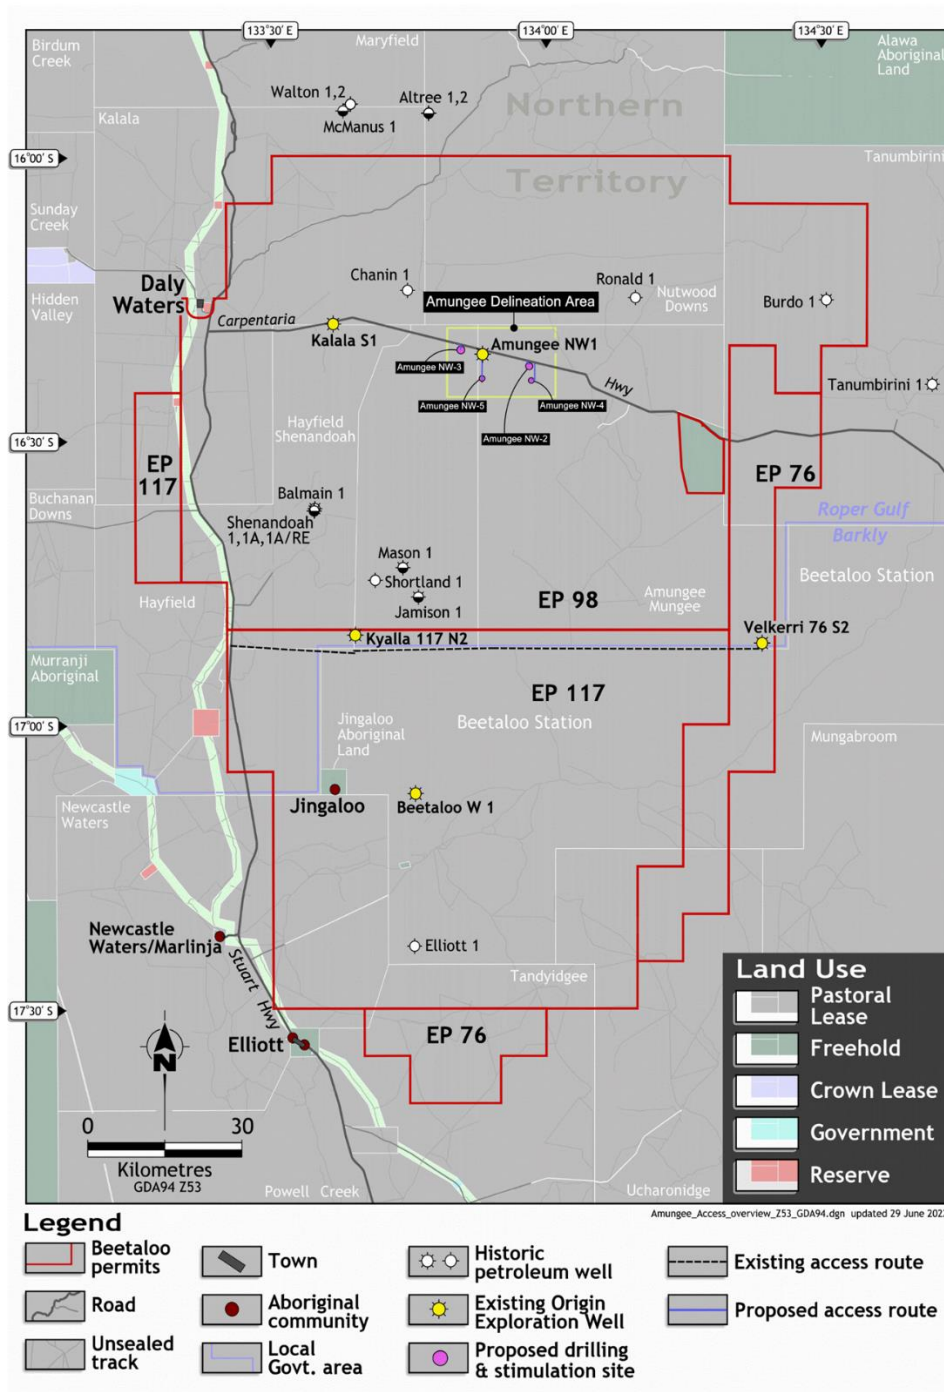 133°30' E
134°00' E
134°30' E
Birdum
Creek
Maryfield
Alawa
Aboriginal
Land
Walton 1,2
Altree 1,2
McManus 1
Northern
Territory
Kalala
16°00' S
Tanumbirini
Sunday
Creek
Chanin 1
Ronald 1
Daly
Waters
Amungee Delineation Area
Nutwood
Downs
Burdo 1
Hidden
Valley
Carpentaria
Kalala S1
Amungee NW1
Amungee NW-3
Hwy
Tanumbirini 1
Amungee NW-5
Amungee NW-4
Amungee NW-2
Hayfield
Shenandoah
16°30' S
EP
117
EP 76
Buchanan
Downs
Balmain 1
Shenandoah
1,1A,1A/RE
Roper Gulf
Barkly
Mason 1
Shortland 1
Jamison 1
Beetaloo Station
Hayfield
EP 98
Amungee
Mungee
Kyalla 117 N2
Velkerri 76 S2
Murranji
Aboriginal
EP 117
17°00' S
Jingaloo
Aboriginal
Land
Beetaloo Station
Mungabroom
Jingaloo
Beetaloo W 1
Newcastle
Waters
Newcastle
Waters/Marlinja
Elliott 1
Stuart Hwy
Tandyidgee
17°30' S
Elliott
EP 76
N
0 30
Kilometres
GDA94 Z53
Powell Creek
Ucharonidge
Land Use
Pastoral
Lease
Freehold
Crown Lease
Government
Reserve
Amungee_Access_overview_Z53_GDA94.dgn updated 29 June 202
Legend
Beetaloo
permits
Road
Unsealed
track
Town
Aboriginal
community
Local
Govt. area
Historic
petroleum well
Existing Origin
Exploration Well
Proposed drilling
& stimulation site
Existing access route
Proposed access route